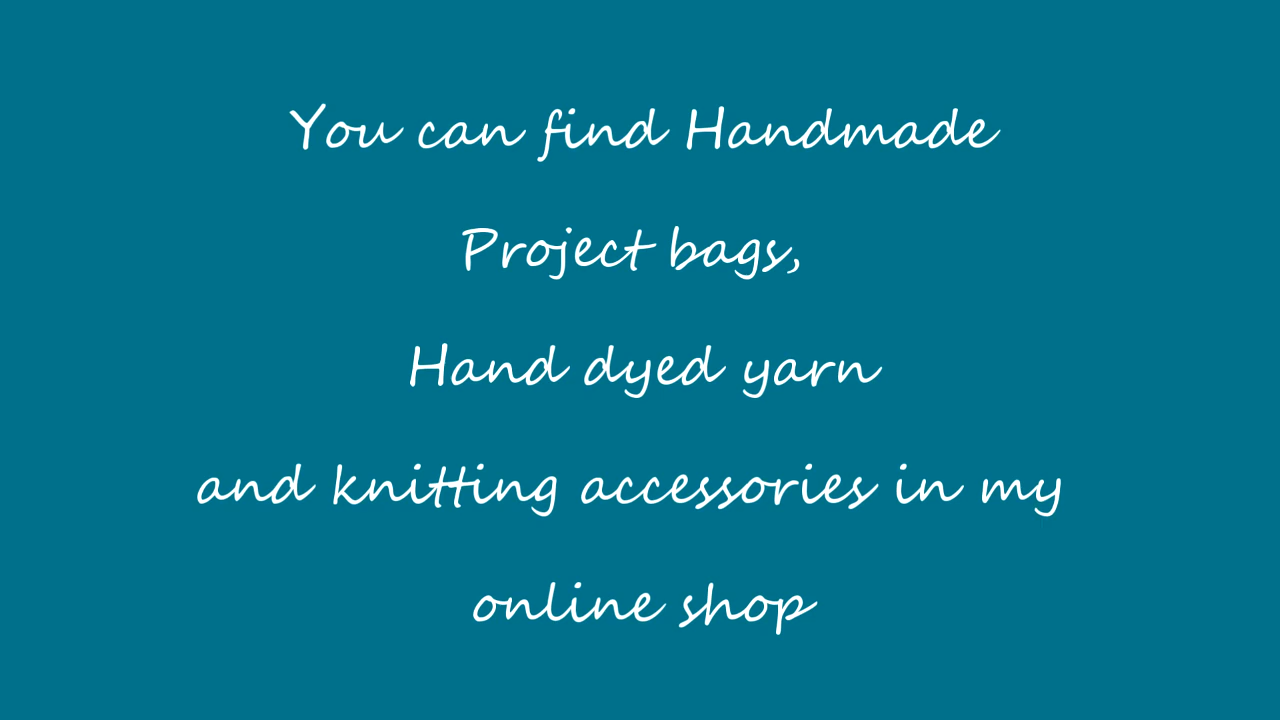 You can find Handmade
Project bags,
Hand dyed yarn
and knitting accessories in my
online shop